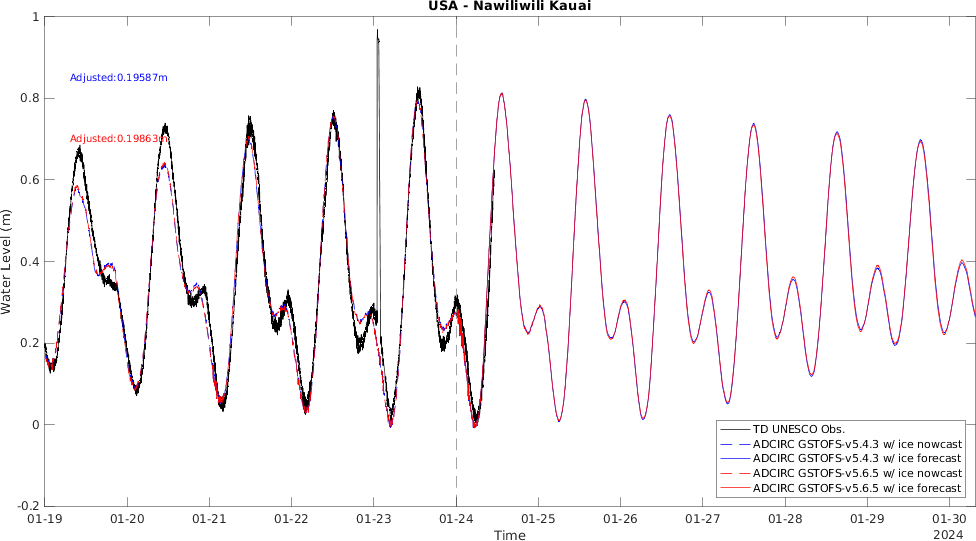 USA - Nawiliwili Kauai
1
Adjusted:0.19587m
0.8
Adjusted:0.19863m
0.6
0.4
0.2
0
-0.2
Water Level (m)
TD UNESCO Obs.
ADCIRC GSTOFS-v5.4.3 w/ ice nowcast
ADCIRC GSTOFS-v5.4.3 w/ ice forecast
ADCIRC GSTOFS-v5.6.5 w/ ice nowcast
ADCIRC GSTOFS-v5.6.5 w/ ice forecast
01-19 01-20 01-21 01-22 01-23 01-24 01-25 01-26 01-27 01-28 01-29 01-30
Time 2024